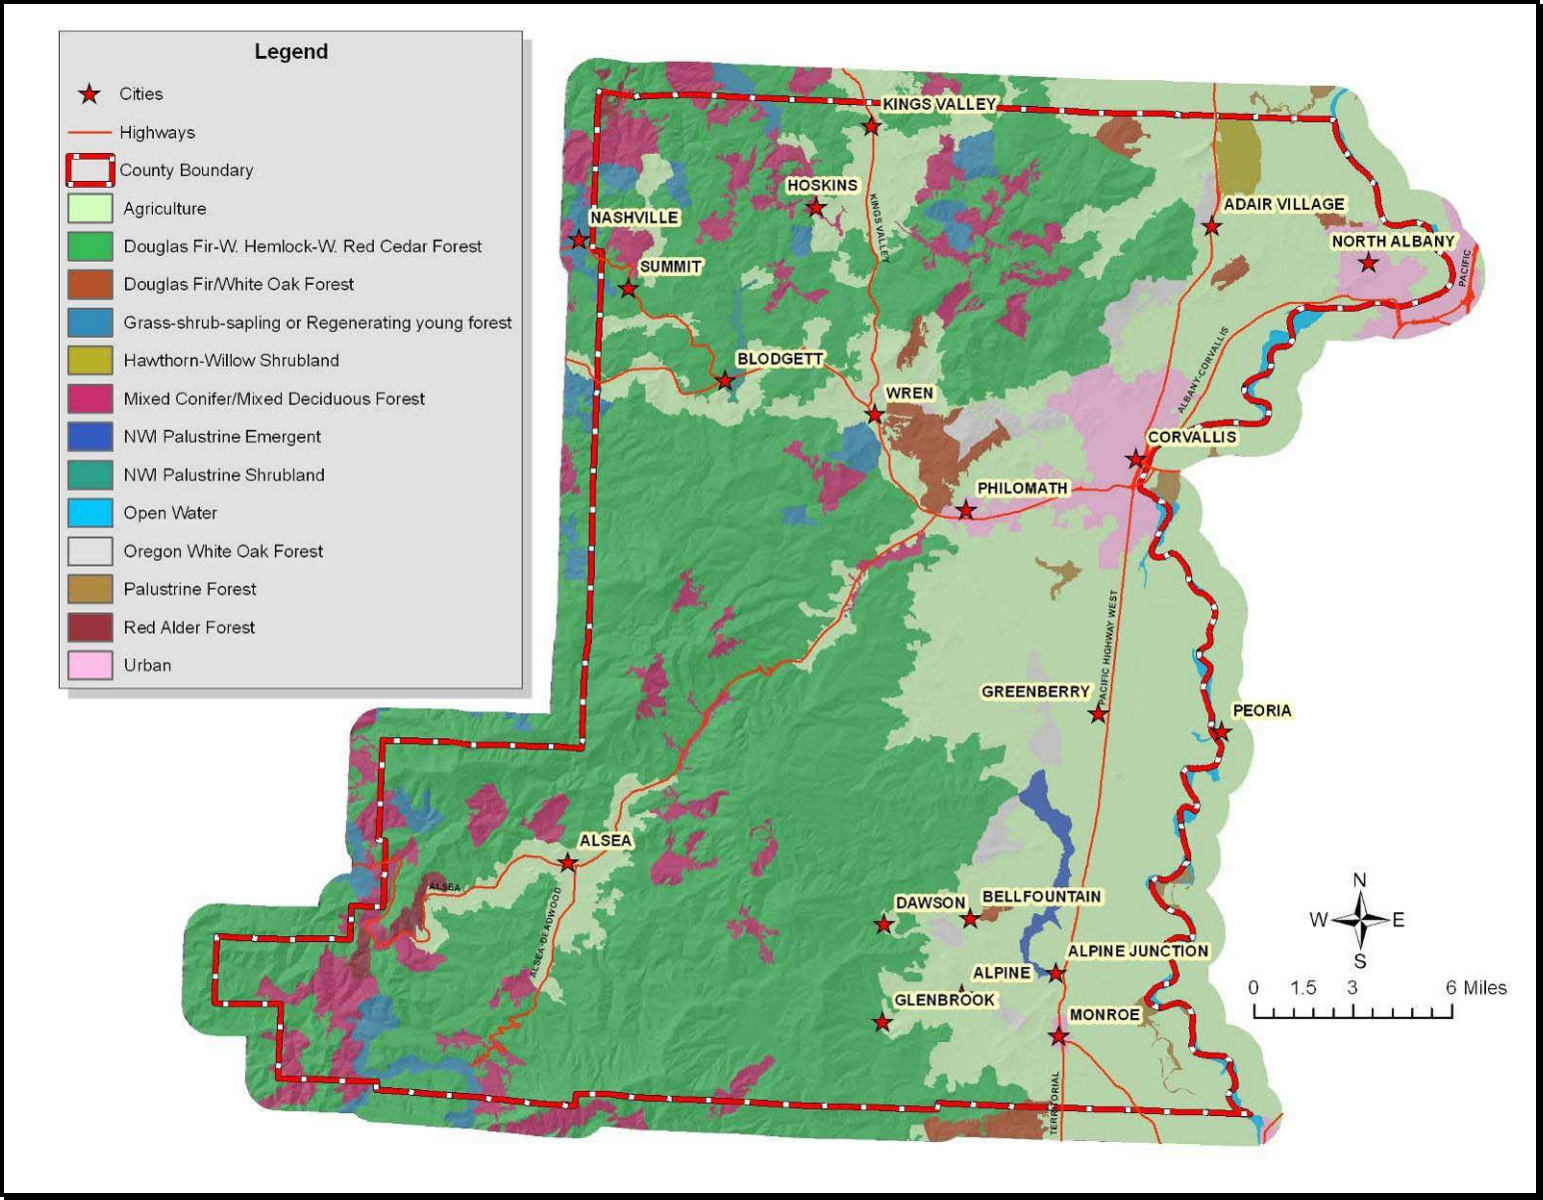 Legend
Cities
Highways
County Boundary
Agriculture
Douglas Fir-W. Hemlock-W. Red Cedar Forest
Douglas Fir/White Oak Forest
Grass-shrub-sapling or Regenerating young forest
Hawthorn-Willow Shrubland
Mixed Conifer/Mixed Deciduous Forest
NWI Palustrine Emergent
NWI Palustrine Shrubland
Open Water
Oregon White Oak Forest
Palustrine Forest
Red Alder Forest
Urban
KINGS VALLEY
HOSKINS
KINGS VALLEY
NASHVILLE
SUMMIT
ADAIR VILLAGE
NORTH ALBANY
PACIFIC
BLODGETT
WREN
ALBANY-CORVALLIS
CORVALLIS
PHILOMATH
PACIFIC HIGHWAY WEST
GREENBERRY
PEORIA
ALSEA
ALSEA
ALSEA-DEADWOOD
DAWSON
BELLFOUNTAIN
ALPINE JUNCTION
ALPINE
GLENBROOK
MONROE
TERRITORIAL
N
W E
S
0 1.5 3 6 Miles